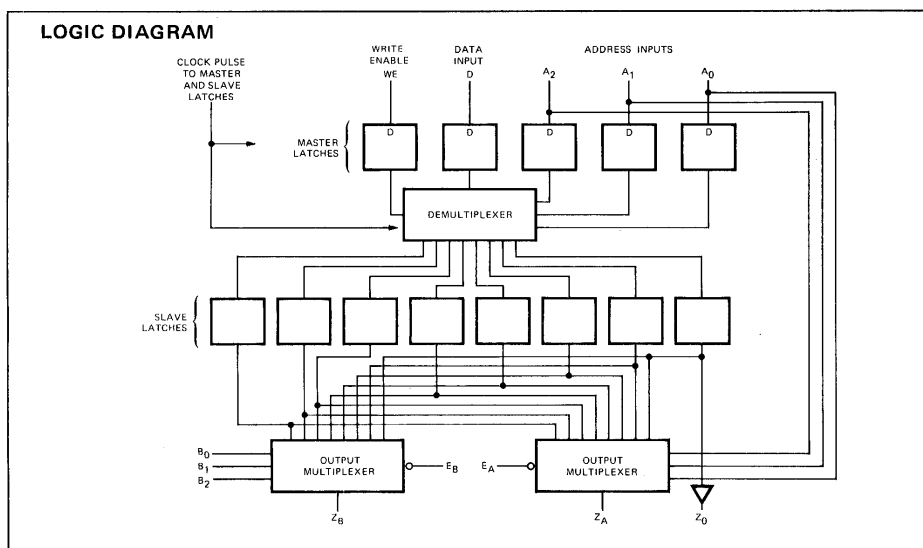 LOGIC DIAGRAM
CLOCK PULSE
TO MASTER
AND SLAVE
LATCHES
WRITE
ENABLE
WE
DATA
INPUT
D
ADDRESS INPUTS
A2
A1
A0
MASTER
LATCHES
D
D
D
D
D
DEMULTIPLEXER
SLAVE
LATCHES
B0
B1
B2
OUTPUT
MULTIPLEXER
EB
EA
OUTPUT
MULTIPLEXER
ZB
ZA
Z0